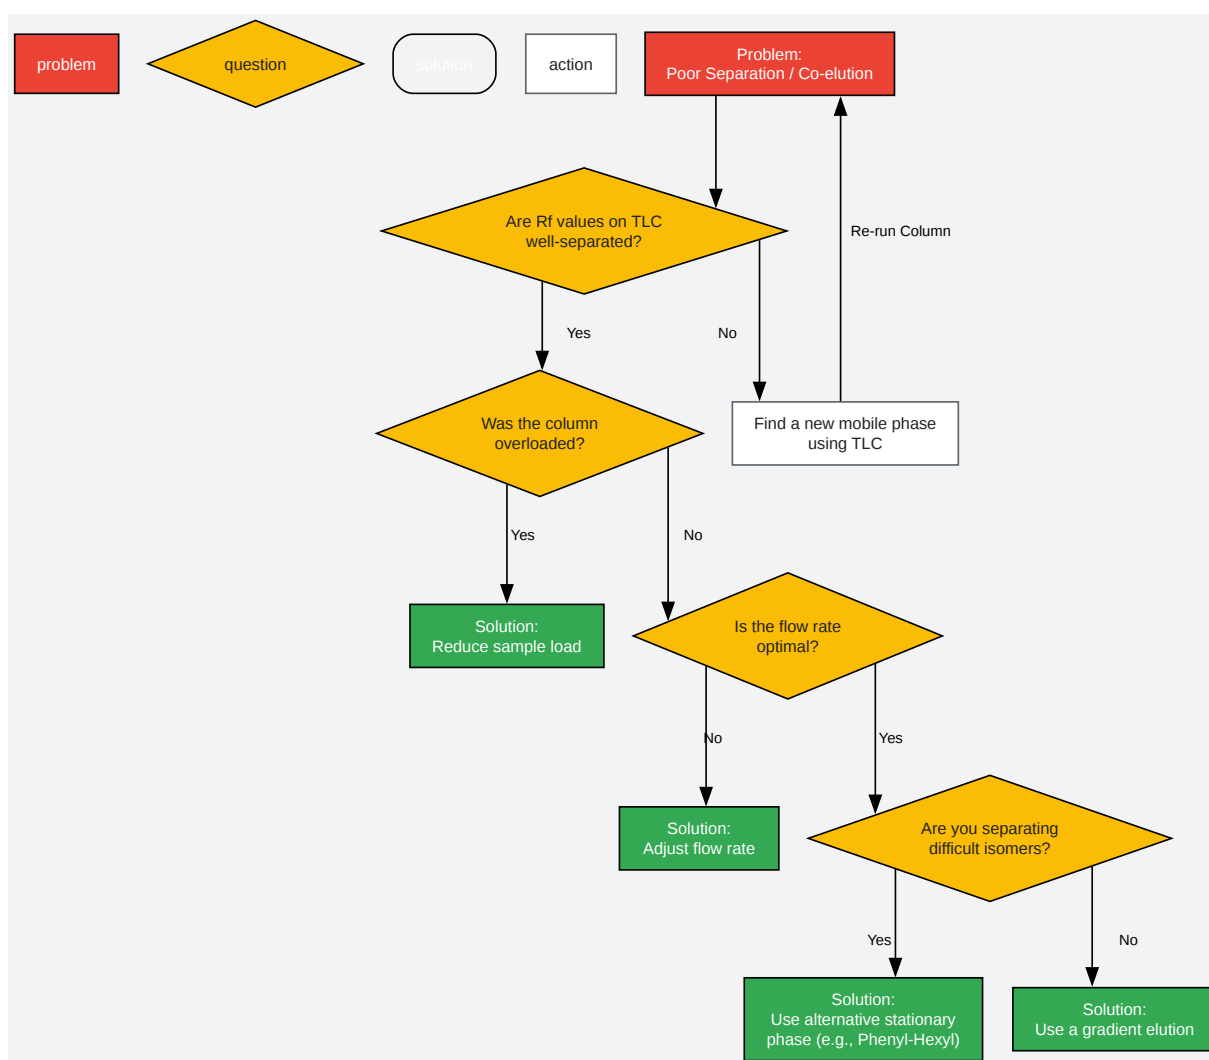 problem
question
solution
action
Problem:
Poor Separation / Co-elution
Are Rf values on TLC
well-separated?
Re-run Column
Yes
No
Was the column
overloaded?
Find a new mobile phase
using TLC
Yes
No
Solution:
Reduce sample load
Is the flow rate
optimal?
No
Yes
Solution:
Adjust flow rate
Are you separating
difficult isomers?
Yes
No
Solution:
Use alternative stationary
phase (e.g., Phenyl-Hexyl)
Solution:
Use a gradient elution